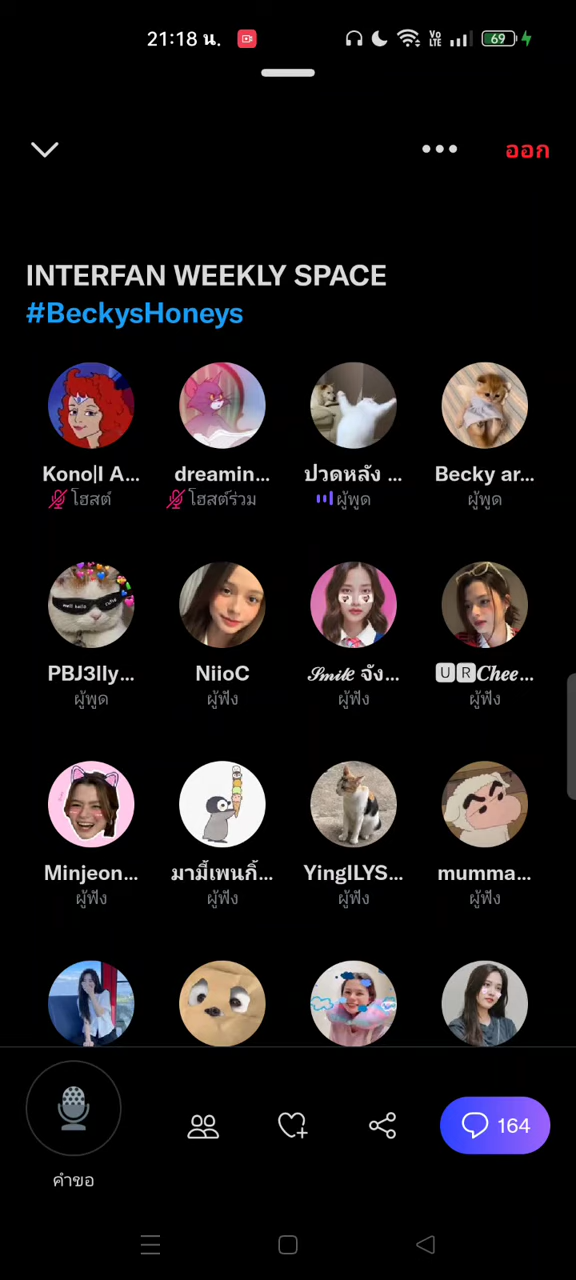 21:18 น.
Vo
LTE
69
ออก
INTERFAN WEEKLY SPACE
#BeckysHoneys
Kono|l A... dreamin... ปวดหลัง ... Becky ar...
โฮสต์ โฮสต์ร่วม ผู้พูด ผู้พูด
PBJ3lly... NiioC 𝒮𝓂𝒾𝓁𝑒 จัง... 🆄🆁𝑪𝒉𝒆𝒆...
ผู้พูด ผู้ฟัง ผู้ฟัง ผู้ฟัง
Minjeon... มามี้เพนกิ้... YingILYS... mumma...
ผู้ฟัง ผู้ฟัง ผู้ฟัง ผู้ฟัง
164
คำขอ